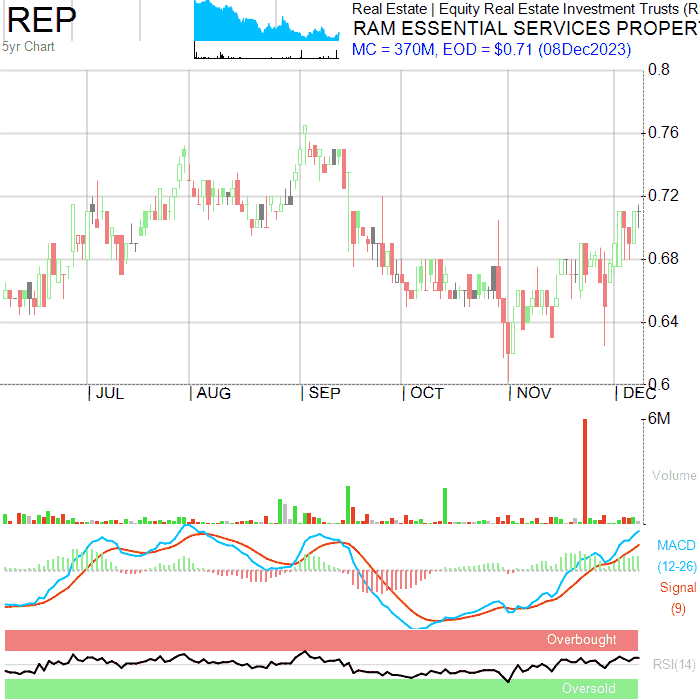 REP
5yr Chart
Real Estate | Equity Real Estate Investment Trusts (R
RAM ESSENTIAL SERVICES PROPER
MC = 370M, EOD = $0.71 (08Dec2023)
0.8
0.76
0.72
0.68
0.64
0.6
| JUL | AUG | SEP | OCT | NOV | DEC
6M
Volume
MACD
(12-26)
Signal
(9)
Overbought
RSI(14)
Oversold